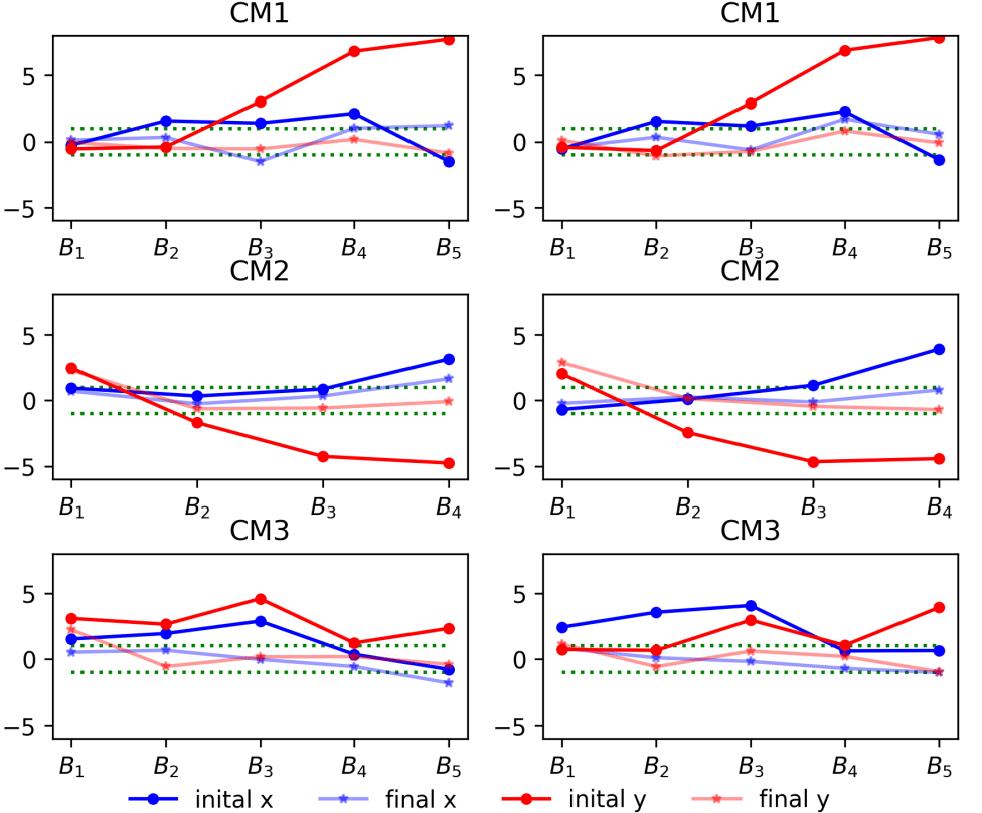 CM1 CM1
5 5
0 0
−5 −5
B₁ B₂ B₃ B₄ B₅ B₁ B₂ B₃ B₄ B₅
CM2 CM2
5 5
0 0
−5 −5
B₁ B₂ B₃ B₄ B₁ B₂ B₃ B₄
CM3 CM3
5 5
0 0
−5 −5
B₁ B₂ B₃ B₄ B₅ B₁ B₂ B₃ B₄ B₅
inital x final x inital y final y